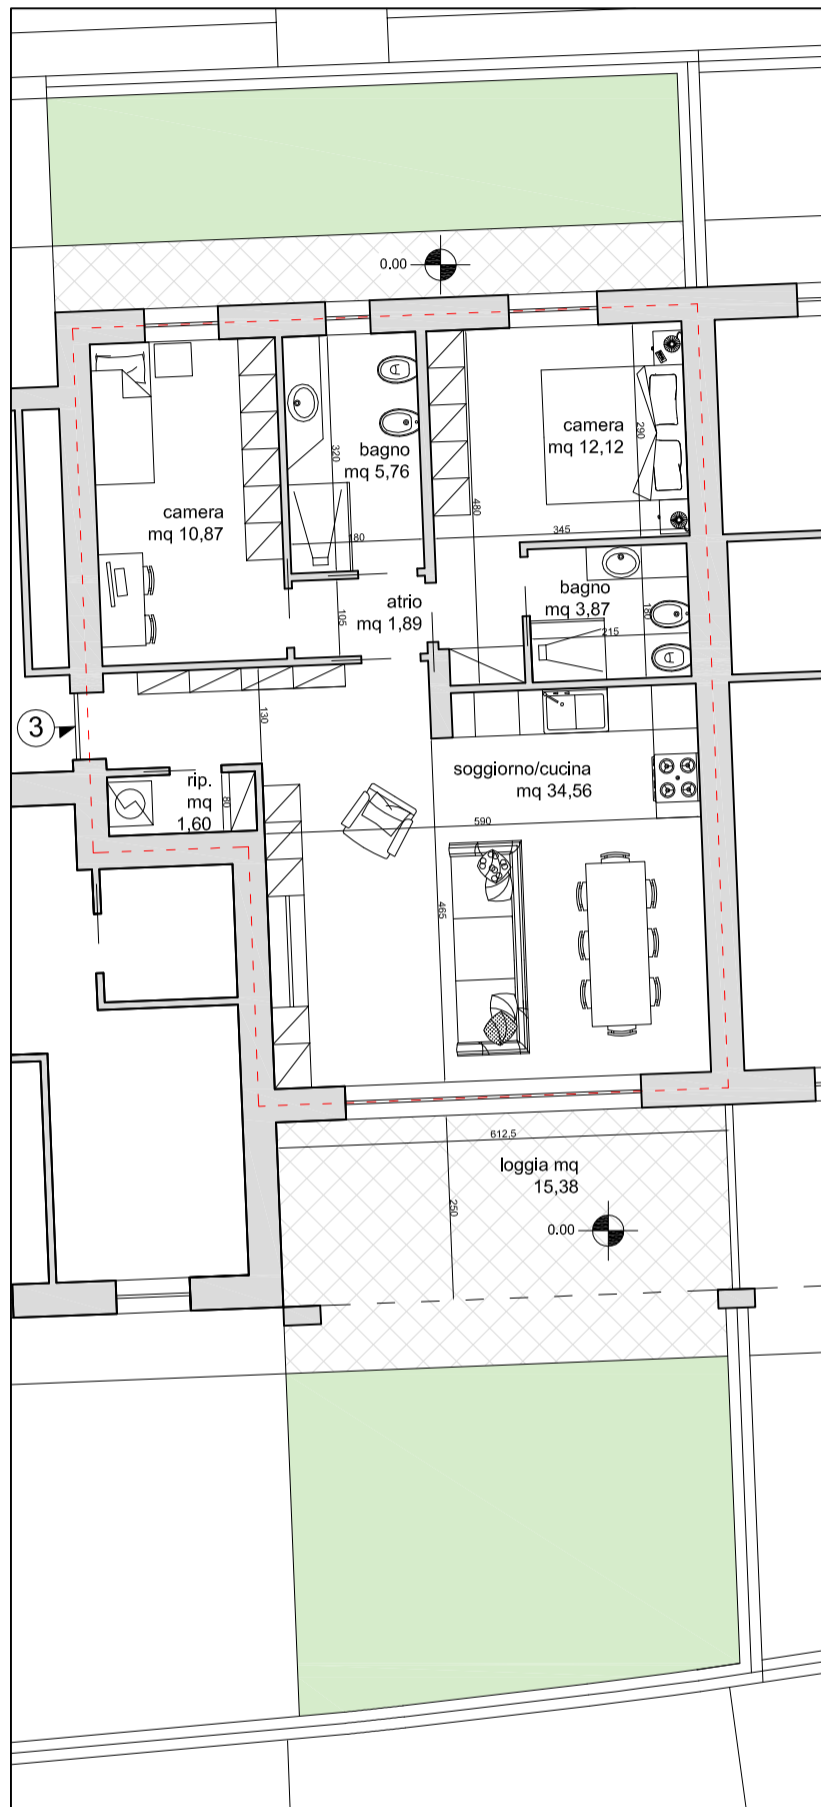 0.00
camera
mq 12,12
290
bagno
mq 5,76
320
camera
mq 10,87
480
345
180
bagno
mq 3,87
180
215
atrio
mq 1,89
105
3
130
soggiorno/cucina
mq 34,56
rip.
mq
1,60
80
590
465
612,5
loggia mq
15,38
250
0.00